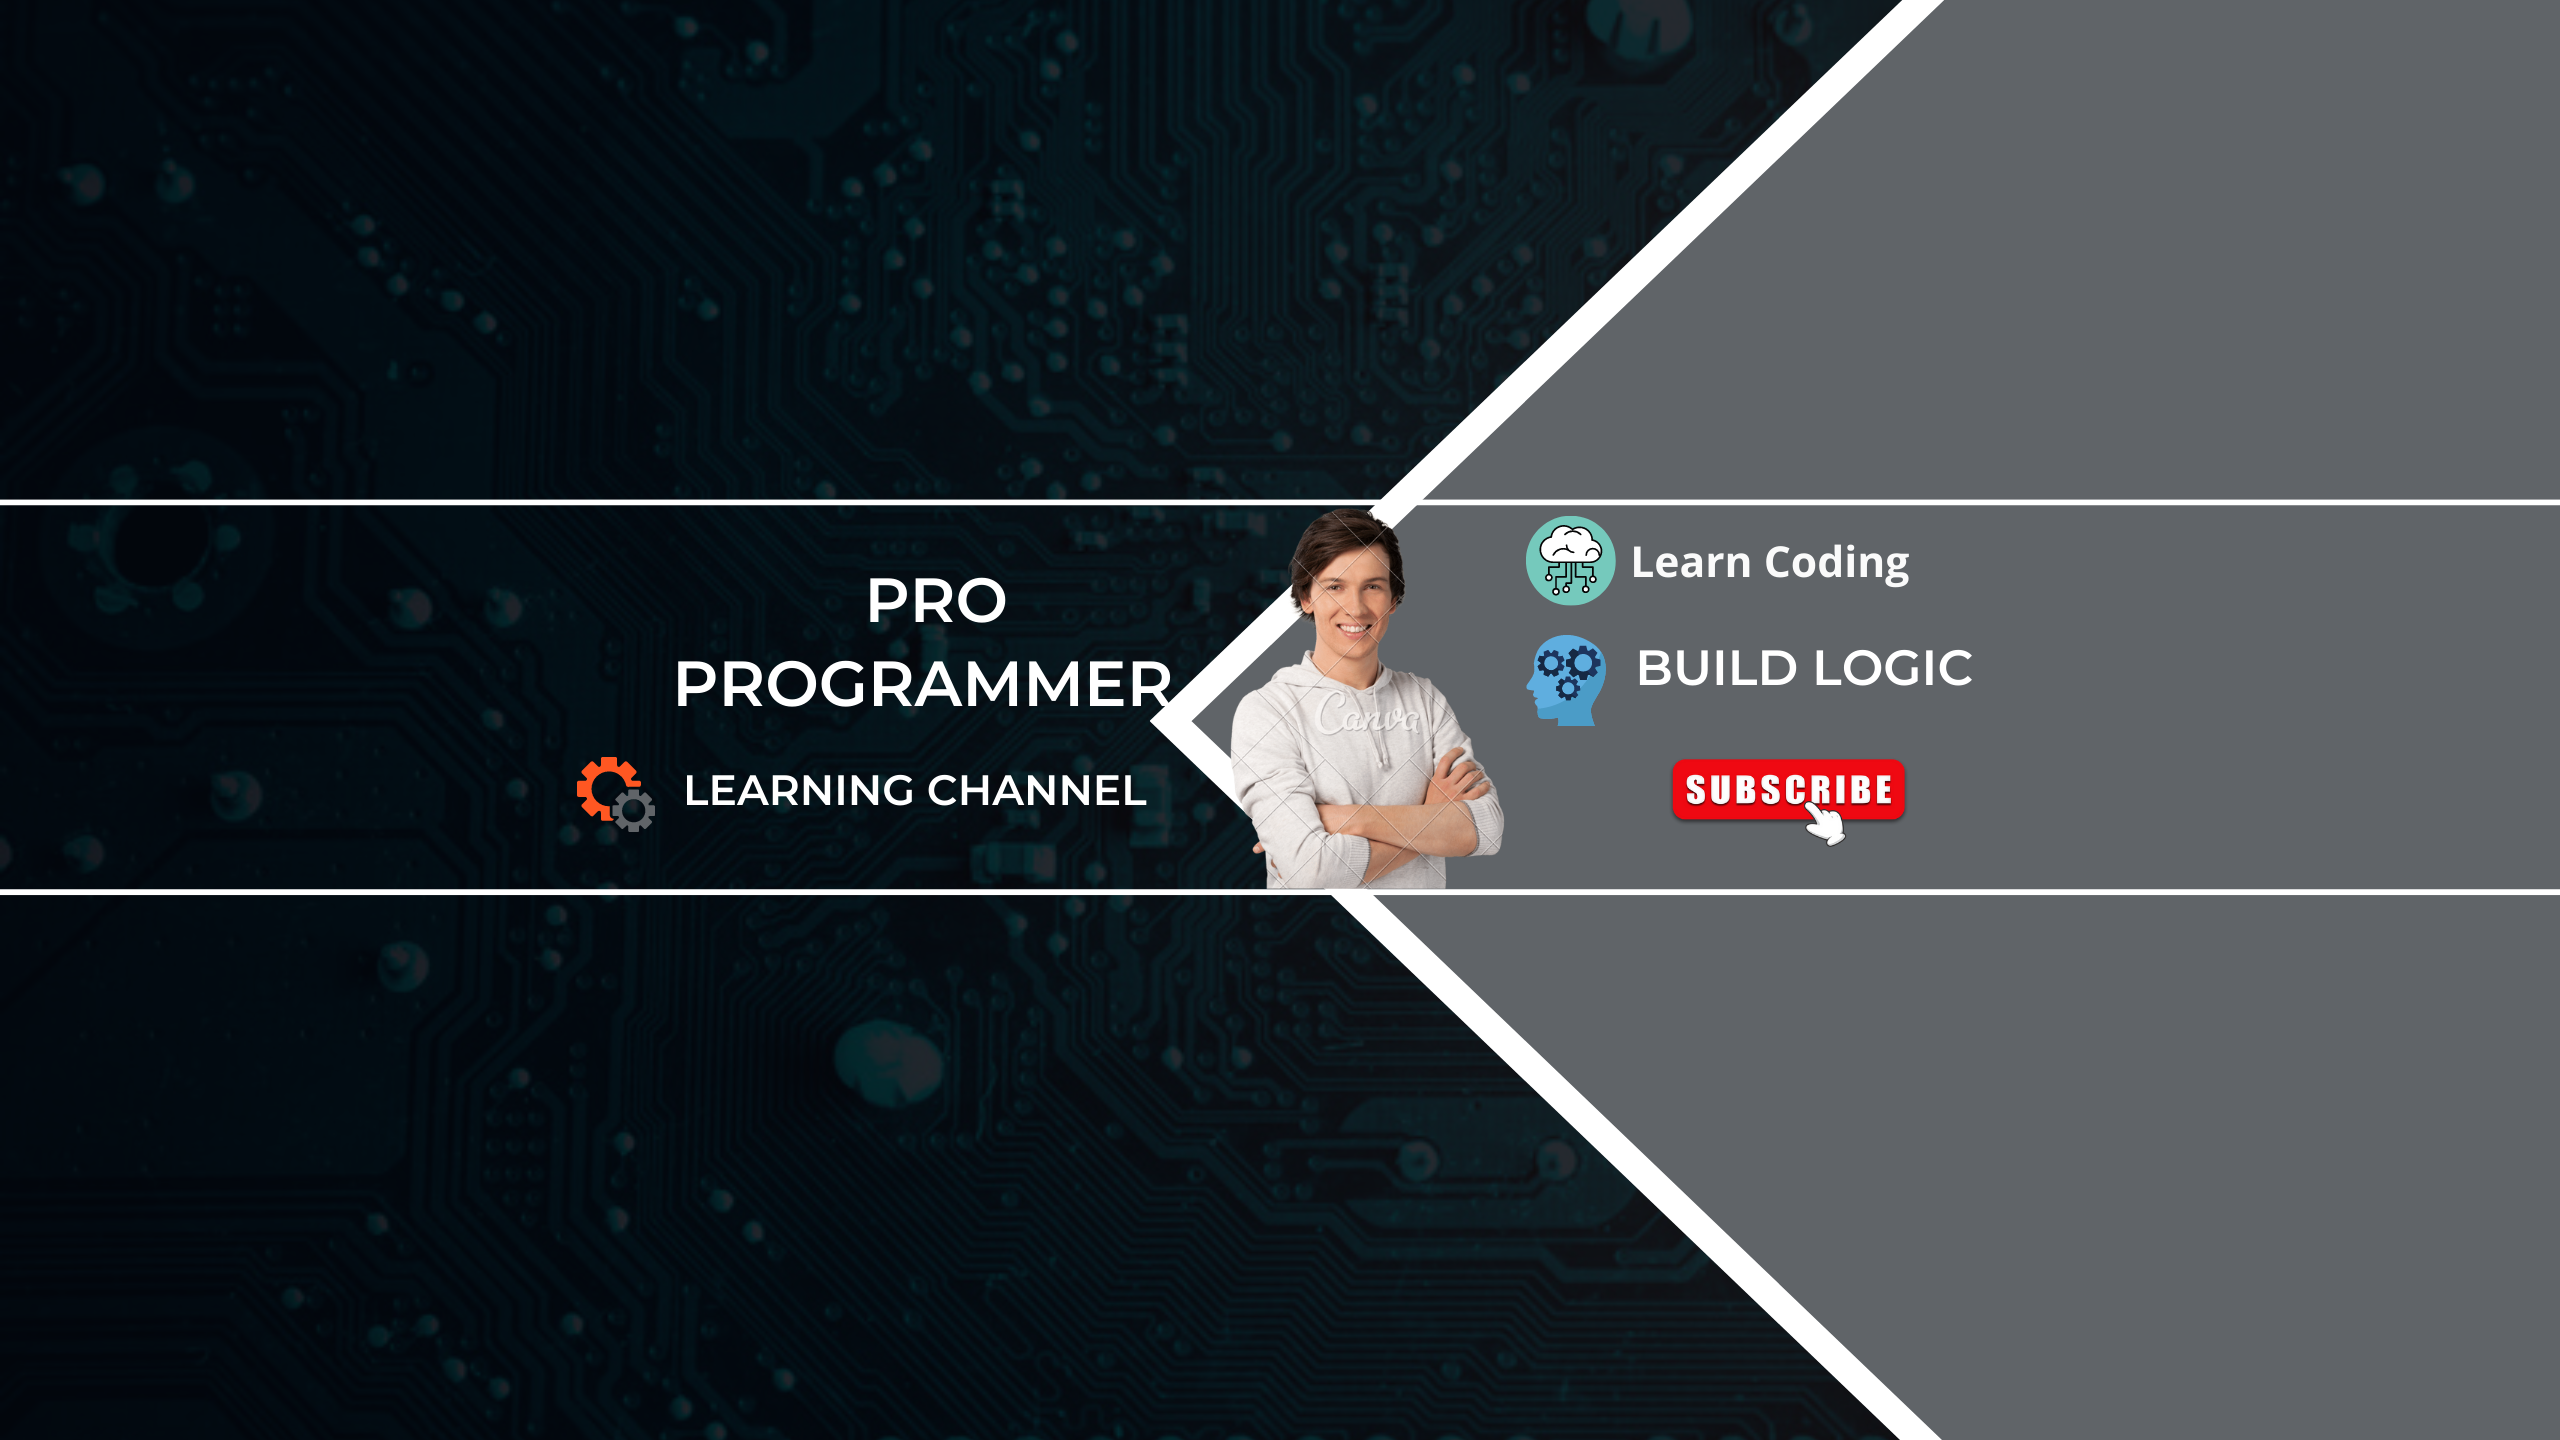 PRO
PROGRAMMER
LEARNING CHANNEL
Canva
Learn Coding
BUILD LOGIC
SUBSCRIBE